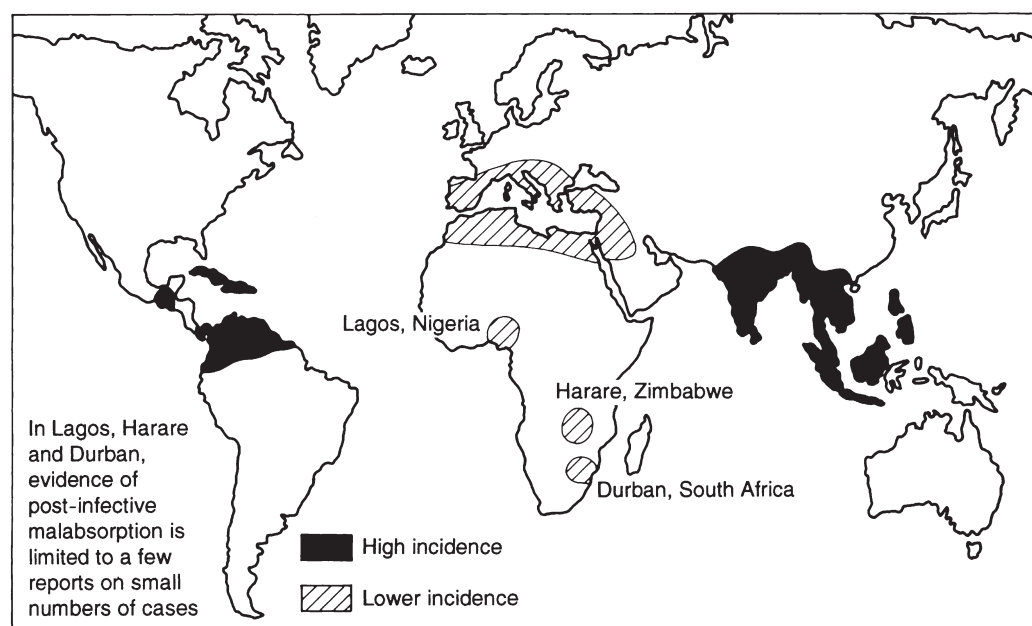 Lagos, Nigeria
Harare, Zimbabwe
Durban, South Africa
In Lagos, Harare
and Durban,
evidence of
post-infective
malabsorption is
limited to a few
reports on small
numbers of cases
High incidence
Lower incidence